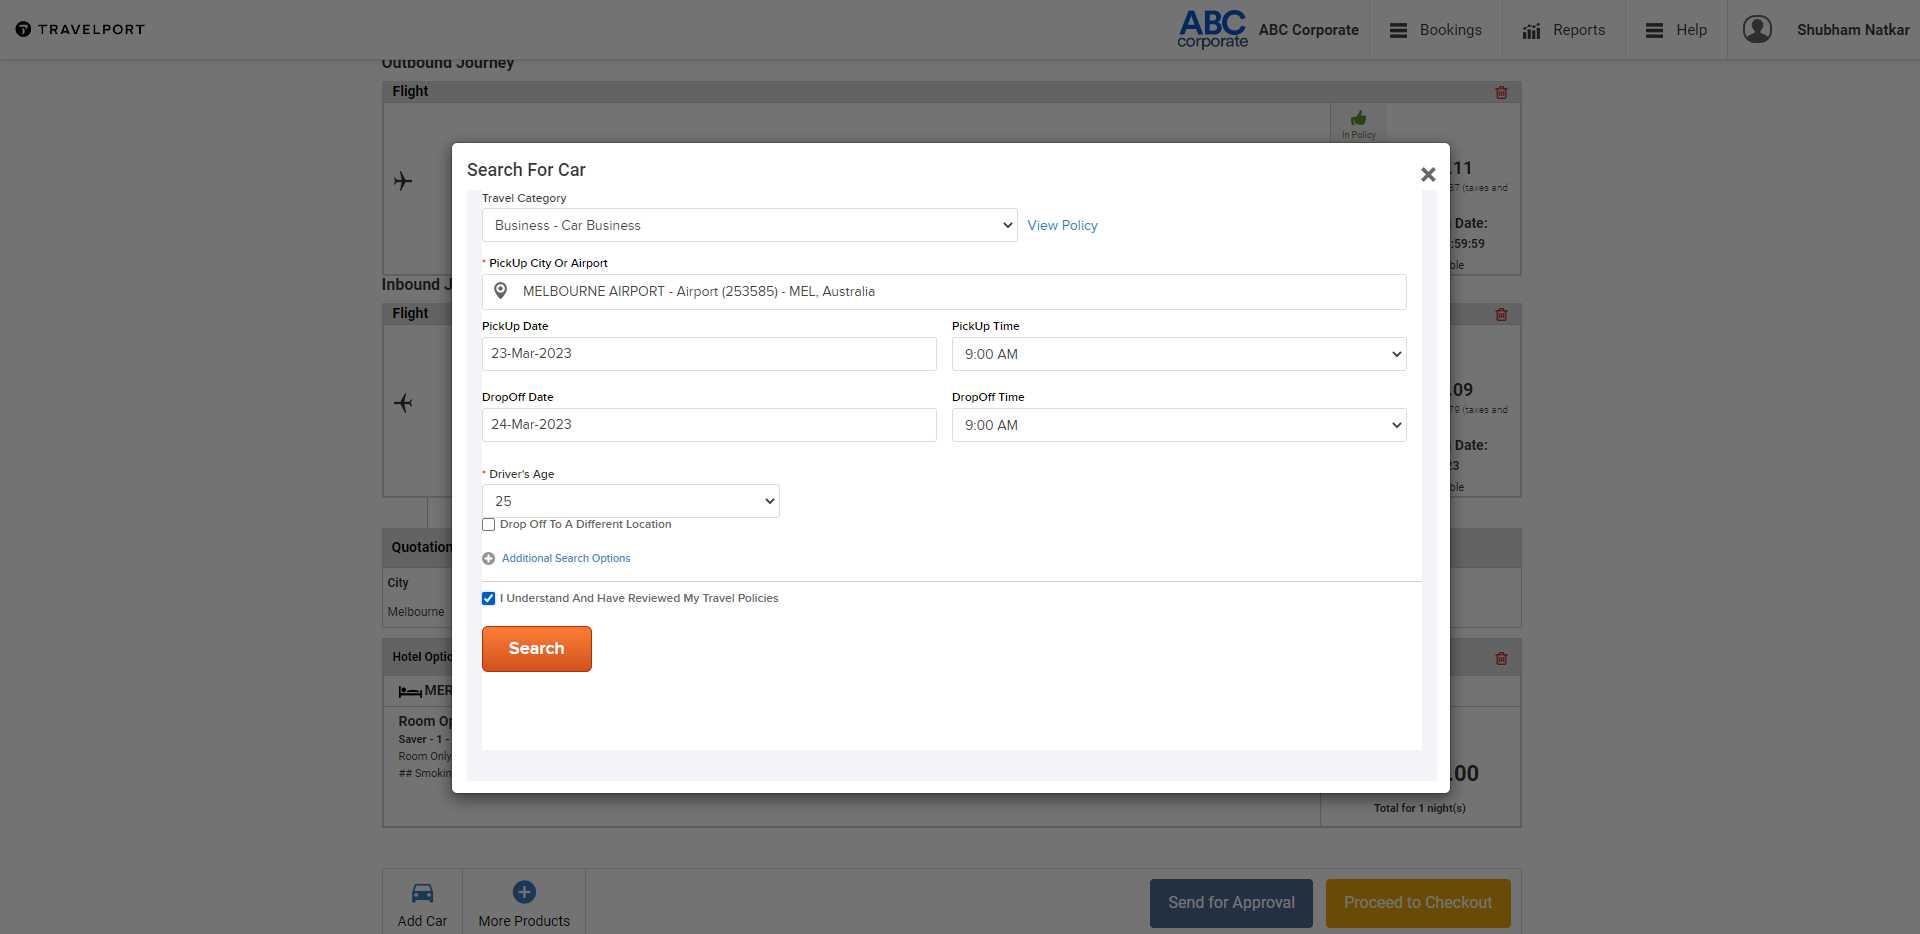 TRAVELPORT
ABC
corporate
ABC Corporate
Bookings
Reports
Help
Shubham Natkar
Outbound Journey
Flight
In Policy
.11
37 (taxes and
Date:
:59:59
ble
Inbound J
Flight
.09
79 (taxes and
Date:
23
ble
Quotation
City
Melbourne
Hotel Optio
MER
Room Op
Saver - 1 -
Room Only
## Smokin
.00
Total for 1 night(s)
Add Car
More Products
Send for Approval
Proceed to Checkout
Search For Car
Travel Category
Business - Car Business
View Policy
* PickUp City Or Airport
MELBOURNE AIRPORT - Airport (253585) - MEL, Australia
PickUp Date
PickUp Time
23-Mar-2023
9:00 AM
DropOff Date
DropOff Time
24-Mar-2023
9:00 AM
* Driver's Age
25
Drop Off To A Different Location
Additional Search Options
I Understand And Have Reviewed My Travel Policies
Search